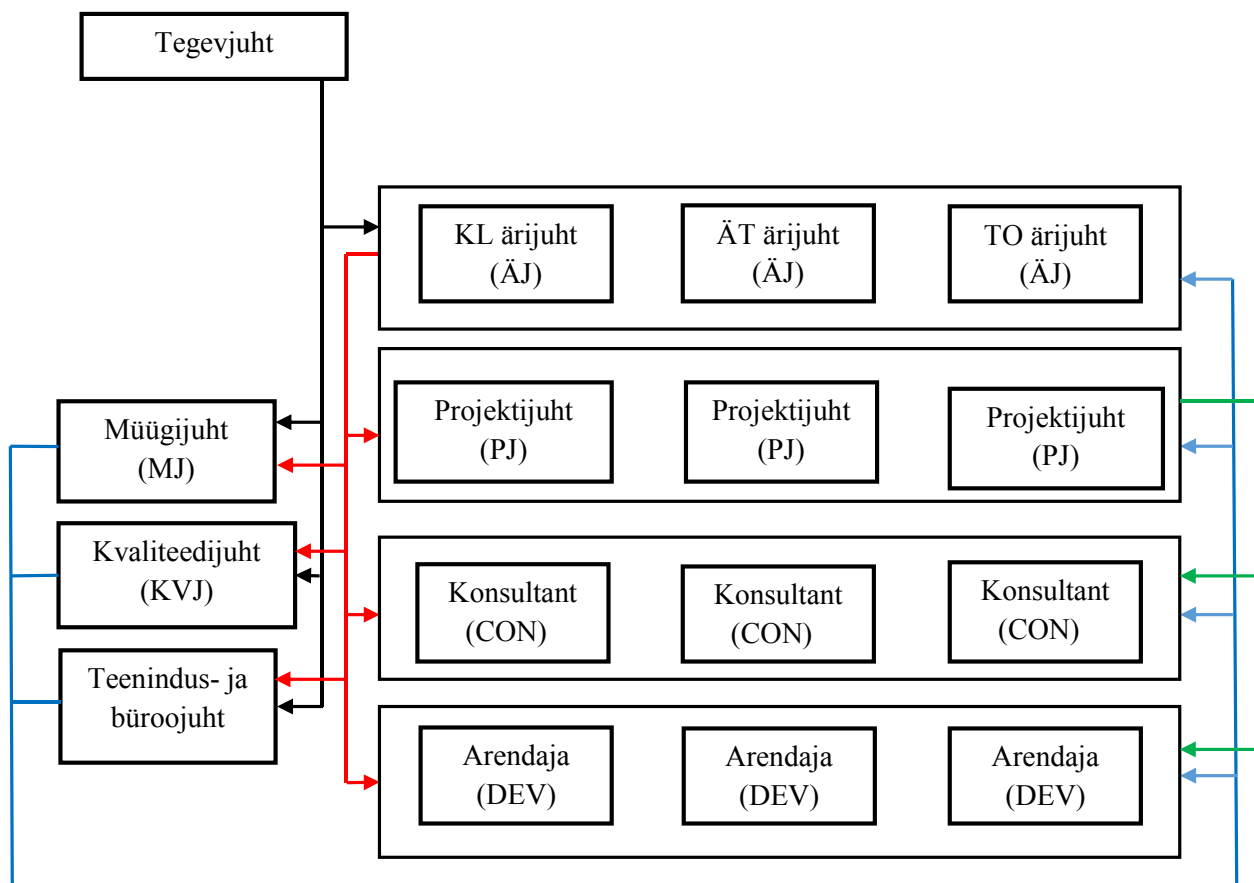 Tegevjuht
KL ärijuht
(ÄJ)
ÄT ärijuht
(ÄJ)
TO ärijuht
(ÄJ)
Projektijuht
(PJ)
Projektijuht
(PJ)
Projektijuht
(PJ)
Müügijuht
(MJ)
Kvaliteedijuht
(KVJ)
Konsultant
(CON)
Konsultant
(CON)
Konsultant
(CON)
Teenindus- ja
büroojuht
Arendaja
(DEV)
Arendaja
(DEV)
Arendaja
(DEV)